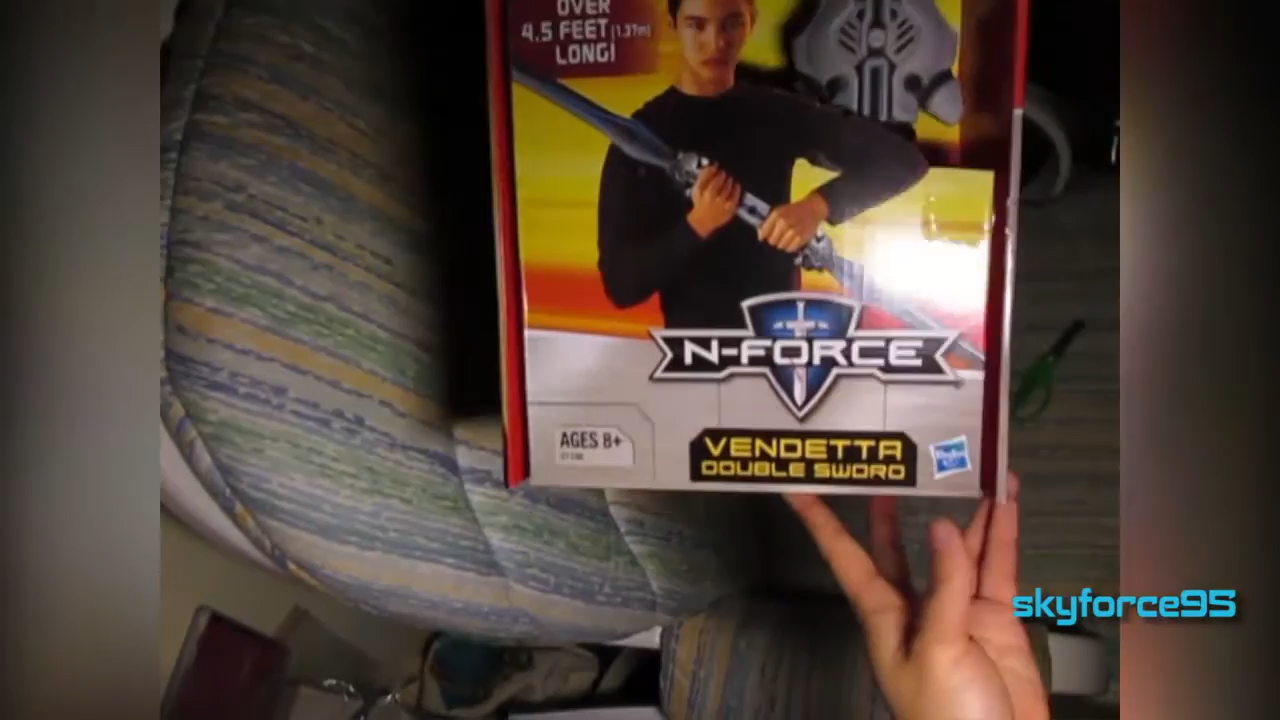 OVER
4.5 FEET (1.37m)
LONG!
N-FORCE
AGES 8+
VENDETTA
DOUBLE SWORD
Hasbro
skyforce95